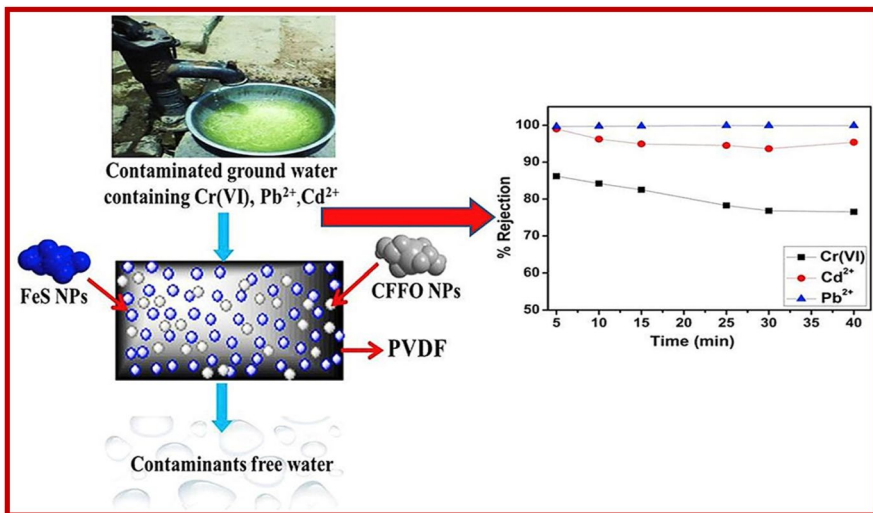 Contaminated ground water
containing Cr(VI), Pb²⁺,Cd²⁺
FeS NPs
CFFO NPs
PVDF
Contaminants free water
% Rejection
100
90
80
70
60
50
Cr(VI)
Cd²⁺
Pb²⁺
5 10 15 20 25 30 35 40
Time (min)